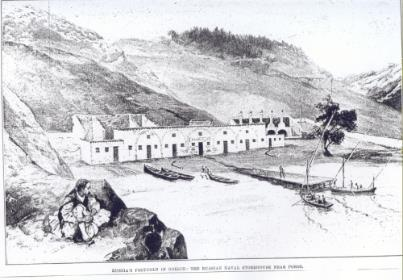 RUSSIA'S FOOTHOLD IN GREECE: THE RUSSIAN NAVAL STOREHOUSE NEAR POROS.